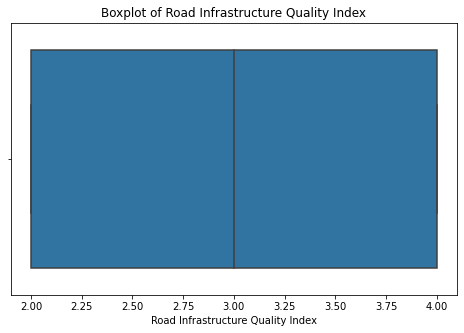 Boxplot of Road Infrastructure Quality Index
2.00 2.25 2.50 2.75 3.00 3.25 3.50 3.75 4.00
Road Infrastructure Quality Index